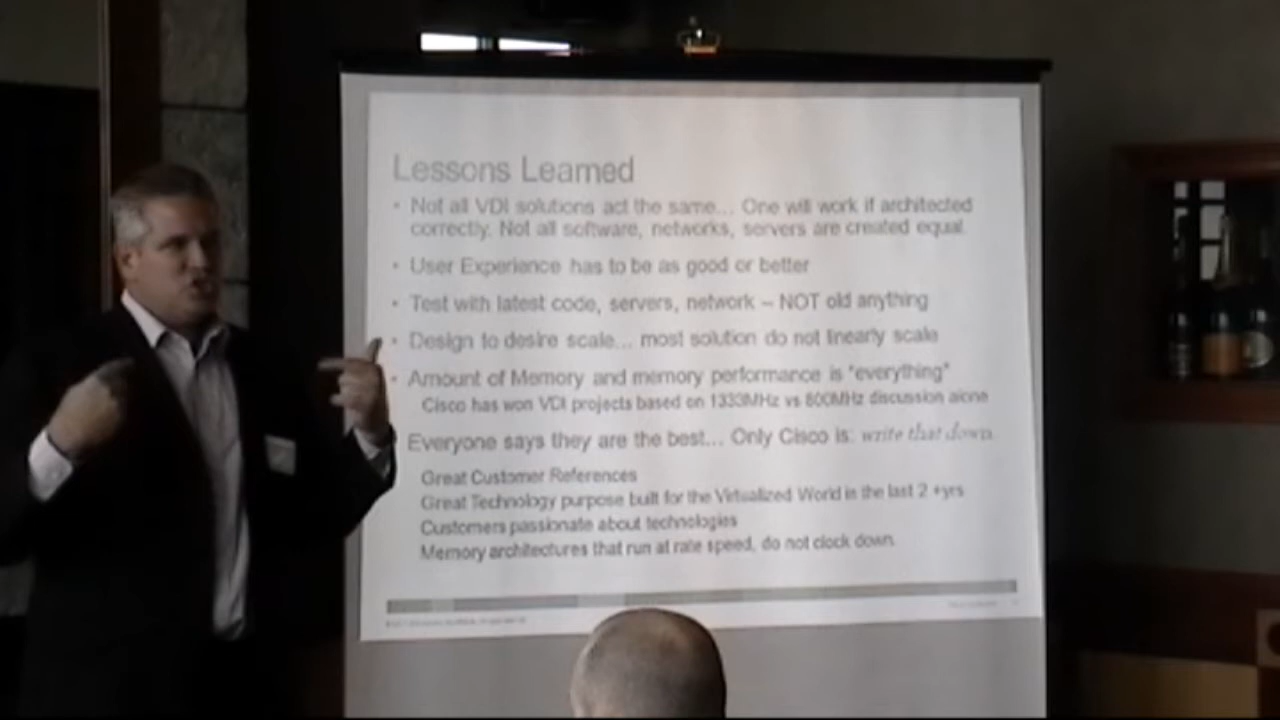 Lessons Learned
• Not all VDI solutions act the same... One will work if architected
correctly. Not all software, networks, servers are created equal.
• User Experience has to be as good or better
• Test with latest code, servers, network – NOT old anything
• Design to desire scale... most solution do not linearly scale
• Amount of Memory and memory performance is "everything"
Cisco has won VDI projects based on 1333MHz vs 800MHz discussion alone
Everyone says they are the best... Only Cisco is: write that down
Great Customer References
Great Technology purpose built for the Virtualized World in the last 2 +yrs
Customers passionate about technologies
Memory architectures that run at rate speed, do not clock down